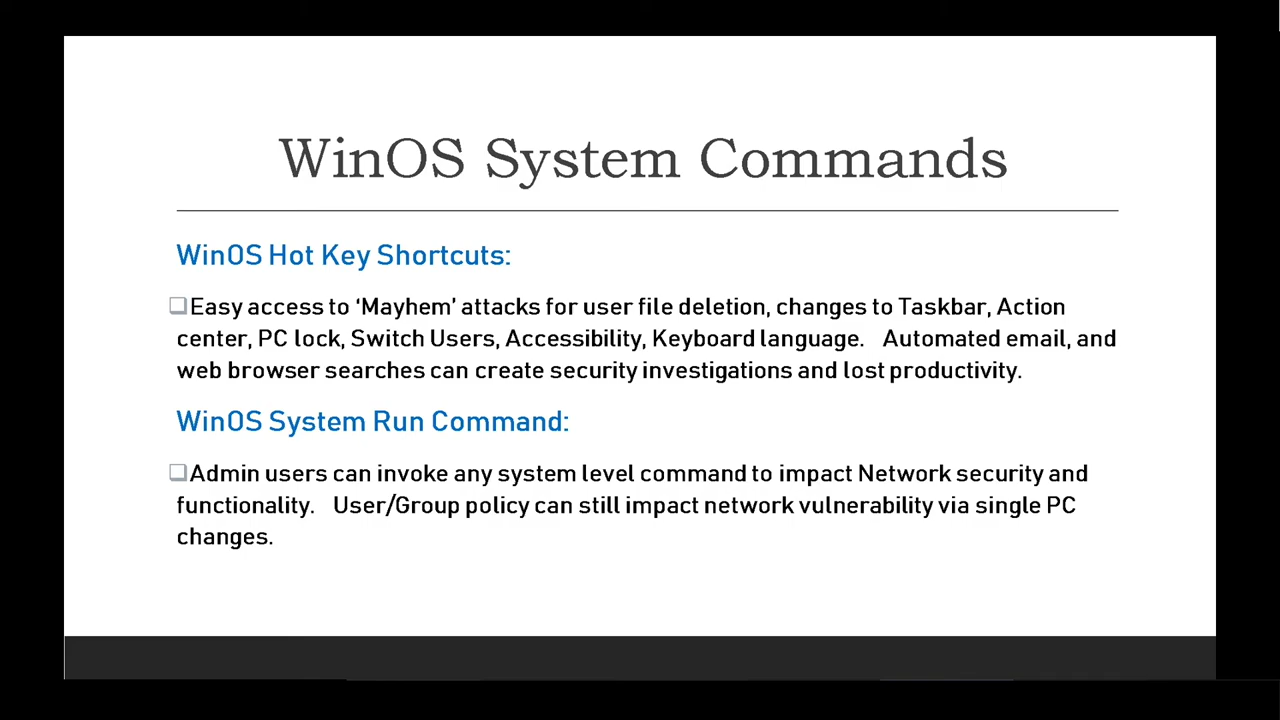 WinOS System Commands
WinOS Hot Key Shortcuts:
Easy access to ‘Mayhem’ attacks for user file deletion, changes to Taskbar, Action
center, PC lock, Switch Users, Accessibility, Keyboard language. Automated email, and
web browser searches can create security investigations and lost productivity.
WinOS System Run Command:
Admin users can invoke any system level command to impact Network security and
functionality. User/Group policy can still impact network vulnerability via single PC
changes.